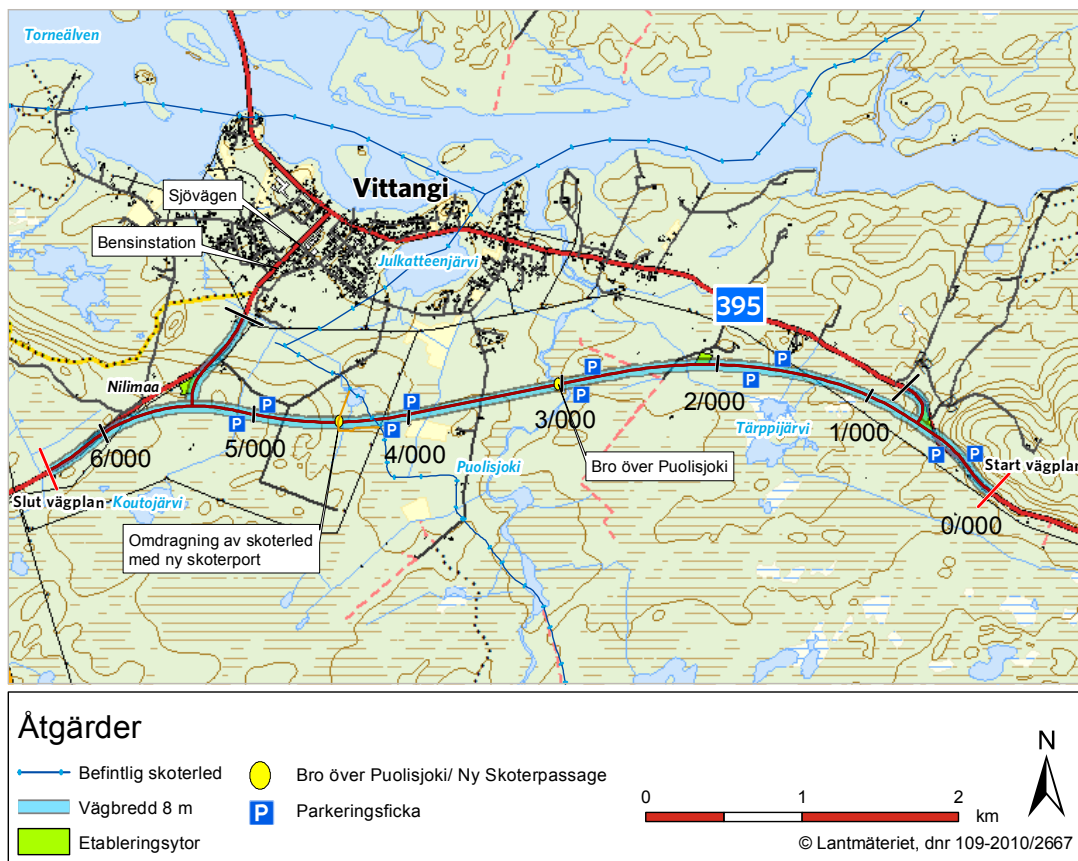 Torneälven
Sjövägen
Vittangi
Bensinstation
Julkatteenjärvi
395
Nilimaa
P
P
P
P
P
P
P
P
P
P
2/000
3/000
1/000
5/000
4/000
6/000
Tärppijärvi
Bro över Puolisjoki
Puolisjoki
Start vägplan
Slut vägplan
Koutojärvi
0/000
Omdragning av skoterled
med ny skoterport
Åtgärder
Befintlig skoterled
Vägbredd 8 m
Etableringsytor
Bro över Puolisjoki/ Ny Skoterpassage
P Parkeringsficka
N
0 1 2
km
© Lantmäteriet, dnr 109-2010/2667